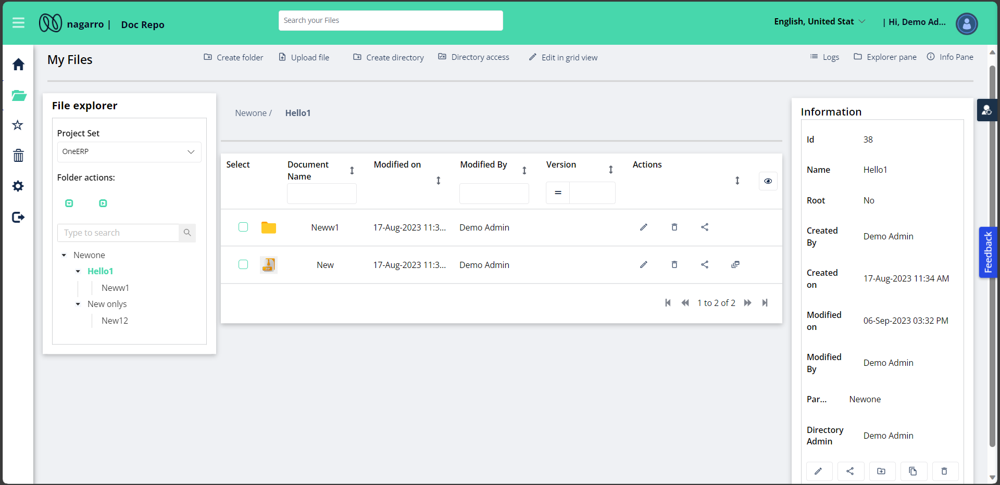 nagarro | Doc Repo
Search your Files
English, United Stat
| Hi, Demo Ad...
My Files
Create folder
Upload file
Create directory
Directory access
Edit in grid view
Logs
Explorer pane
Info Pane
File explorer
Project Set
OneERP
Folder actions:
Type to search
Newone
Hello1
Neww1
New onlys
New12
Newone / Hello1
Select
Document
Name
Modified on
Modified By
Version
=
Actions
Neww1 17-Aug-2023 11:3... Demo Admin
New 17-Aug-2023 11:3... Demo Admin
1 to 2 of 2
Information
Id 38
Name Hello1
Root No
Created
By
Demo Admin
Created
on
17-Aug-2023 11:34 AM
Modified
on
06-Sep-2023 03:32 PM
Modified
By
Demo Admin
Par... Newone
Directory
Admin
Demo Admin
Feedback